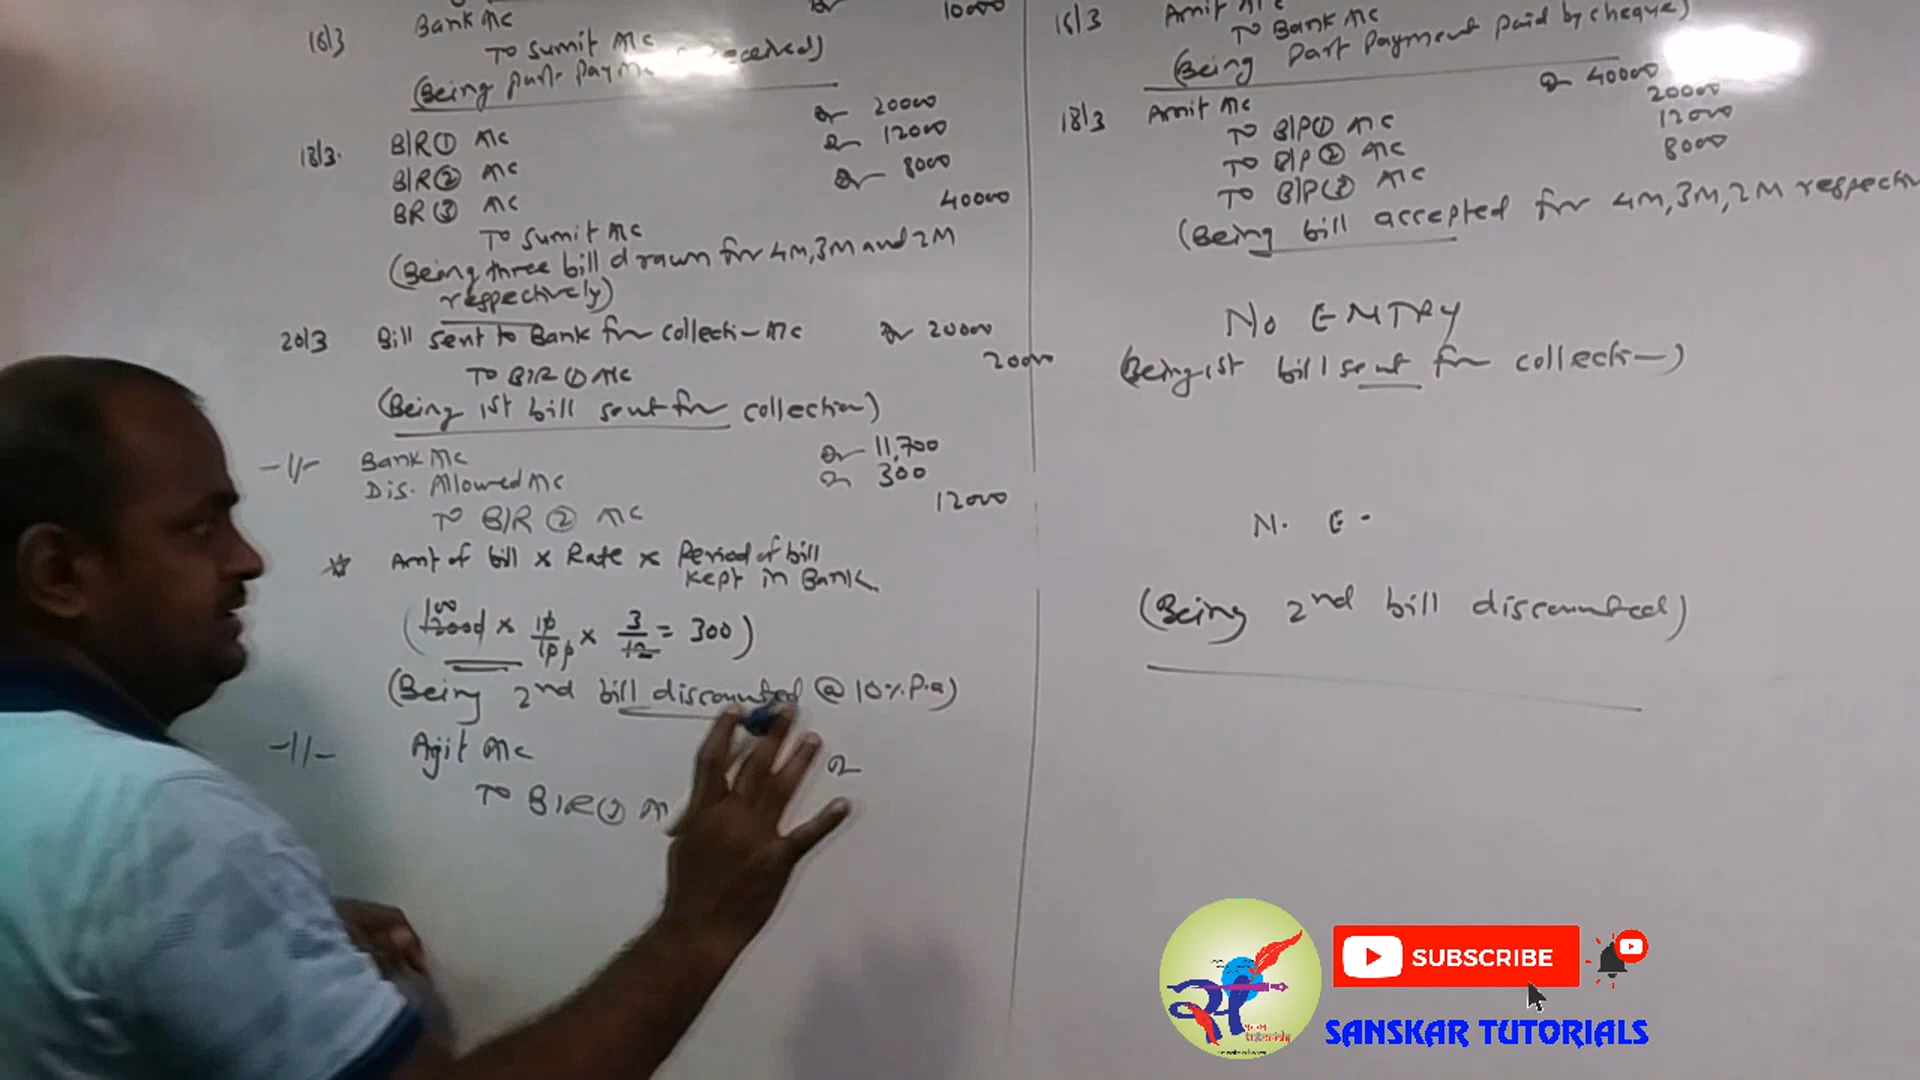 16/3 Bank A/c Dr 10000
To Sumit A/c
(Being part received)
18/3. B/R① A/c Dr 20000
B/R② A/c Dr 12000
BR③ A/c Dr 8000
To Sumit A/c 40000
(Being three bill drawn for 4M, 3M and 2M
respectively)
20/3 Bill sent to Bank for collecti- A/c Dr 20000
To B/R① A/c 20000
(Being 1st bill sent for collection)
-//- Bank A/c Dr 11,700
Dis. Allowed A/c Dr 300
To B/R② A/c 12000
☆ Amt of bill x Rate x Period of bill
kept in Bank
(12000 x 10/100 x 3/12 = 300)
100
(Being 2nd bill discounted @ 10% P.a)
-//- Ajit A/c Dr
To B/R
16/3 Amit A/c
To Bank A/c
(Being Part Payment paid by cheque)
18/3 Amit A/c Dr 40000
To B/P① A/c 20000
To B/P② A/c 12000
To B/P③ A/c 8000
(Being bill accepted for 4M, 3M, 2M
No ENTRY
(Being 1st bill sent for collecti-)
N. E.
(Being 2nd bill discounted)
SUBSCRIBE
SANSKAR TUTORIALS